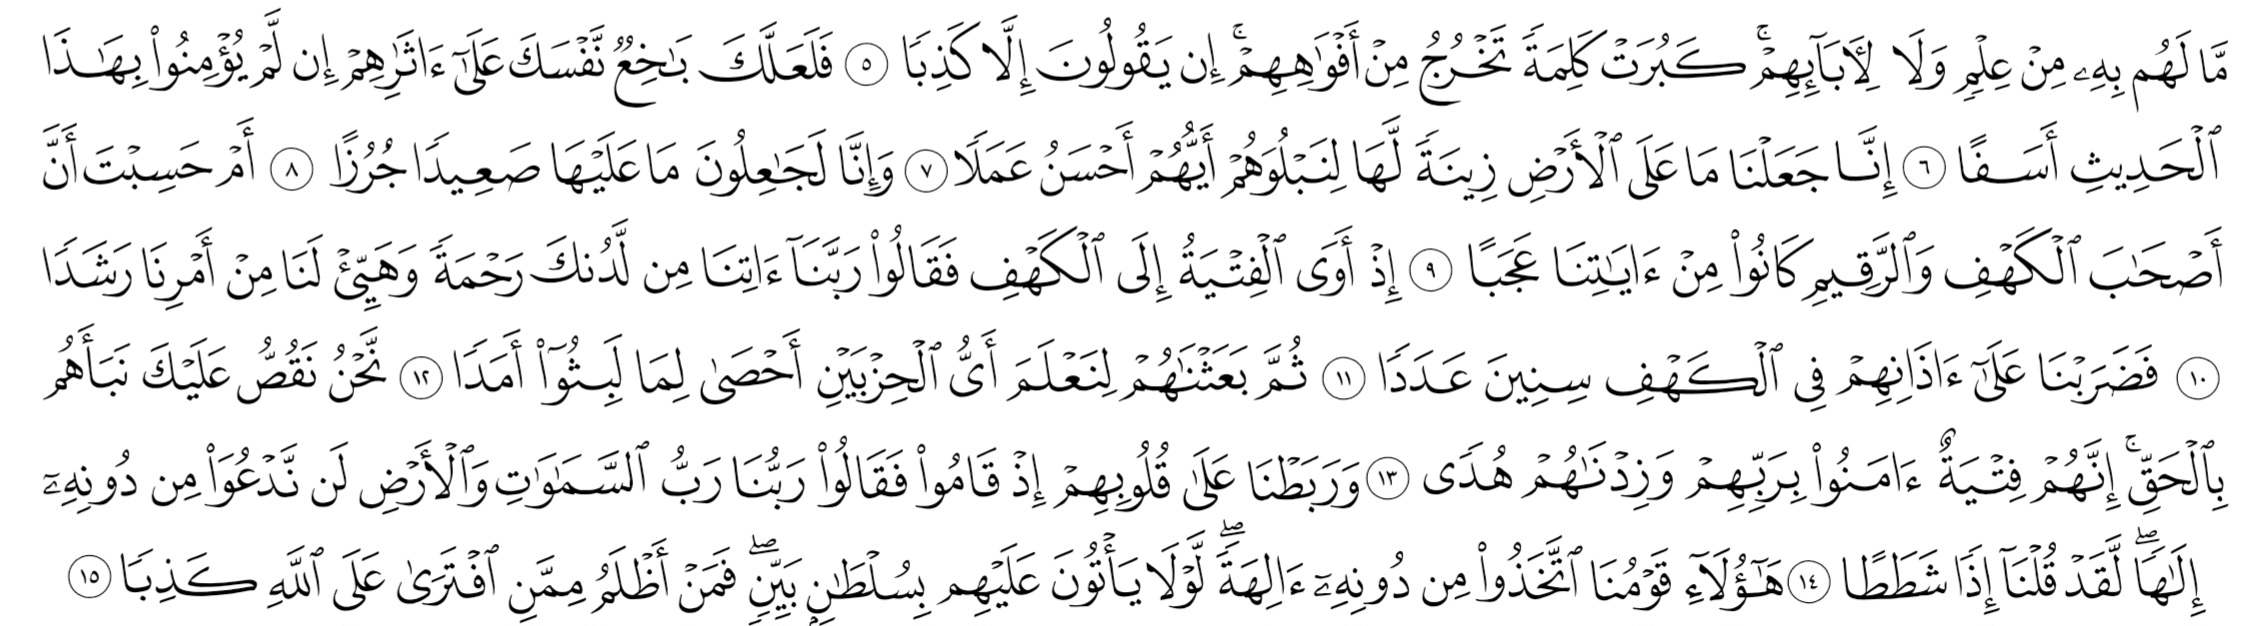 مَّا لَهُم بِهِۦ مِنْ عِلْمٍۢ وَلَا لِـَٔابَآئِهِمْ ۚ كَبُرَتْ كَلِمَةًۭ تَخْرُجُ مِنْ أَفْوَٰهِهِمْ ۚ إِن يَقُولُونَ إِلَّا كَذِبًۭا ٥ فَلَعَلَّكَ بَـٰخِعٌۭ نَّفْسَكَ عَلَىٰٓ ءَاثَـٰرِهِمْ إِن لَّمْ يُؤْمِنُوا۟ بِهَـٰذَا
ٱلْحَدِيثِ أَسَفًا ٦ إِنَّا جَعَلْنَا مَا عَلَى ٱلْأَرْضِ زِينَةًۭ لَّهَا لِنَبْلُوَهُمْ أَيُّهُمْ أَحْسَنُ عَمَلًۭا ٧ وَإِنَّا لَجَـٰعِلُونَ مَا عَلَيْهَا صَعِيدًۭا جُرُزًا ٨ أَمْ حَسِبْتَ أَنَّ
أَصْحَـٰبَ ٱلْكَهْفِ وَٱلرَّقِيمِ كَانُوا۟ مِنْ ءَايَـٰتِنَا عَجَبًا ٩ إِذْ أَوَى ٱلْفِتْيَةُ إِلَى ٱلْكَهْفِ فَقَالُوا۟ رَبَّنَآ ءَاتِنَا مِن لَّدُنكَ رَحْمَةًۭ وَهَيِّئْ لَنَا مِنْ أَمْرِنَا رَشَدًۭا
١٠ فَضَرَبْنَا عَلَىٰٓ ءَاذَانِهِمْ فِى ٱلْكَهْفِ سِنِينَ عَدَدًۭا ١١ ثُمَّ بَعَثْنَـٰهُمْ لِنَعْلَمَ أَىُّ ٱلْحِزْبَيْنِ أَحْصَىٰ لِمَا لَبِثُوٓا۟ أَمَدًۭا ١٢ نَّحْنُ نَقُصُّ عَلَيْكَ نَبَأَهُم
بِٱلْحَقِّ ۚ إِنَّهُمْ فِتْيَةٌ ءَامَنُوا۟ بِرَبِّهِمْ وَزِدْنَـٰهُمْ هُدًۭى ١٣ وَرَبَطْنَا عَلَىٰ قُلُوبِهِمْ إِذْ قَامُوا۟ فَقَالُوا۟ رَبُّنَا رَبُّ ٱلسَّمَـٰوَٰتِ وَٱلْأَرْضِ لَن نَّدْعُوَا۟ مِن دُونِهِۦٓ
إِلَـٰهًۭا ۖ لَّقَدْ قُلْنَآ إِذًۭا شَطَطًا ١٤ هَـٰٓؤُلَآءِ قَوْمُنَا ٱتَّخَذُوا۟ مِن دُونِهِۦٓ ءَالِهَةًۭ ۖ لَّوْلَا يَأْتُونَ عَلَيْهِم بِسُلْطَـٰنٍۭ بَيِّنٍۢ ۖ فَمَنْ أَظْلَمُ مِمَّنِ ٱفْتَرَىٰ عَلَى ٱللَّهِ كَذِبًۭا ١٥